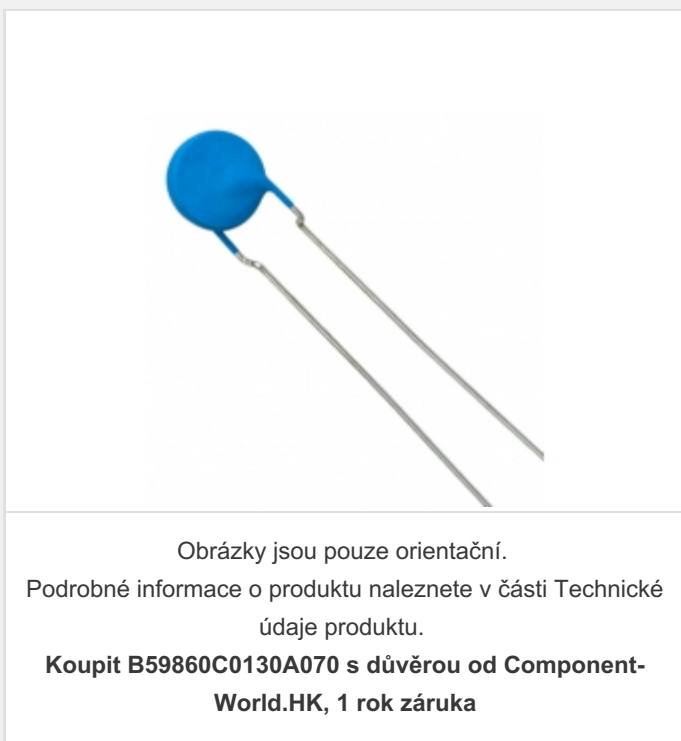 Obrázky jsou pouze orientační.
Podrobné informace o produktu naleznete v části Technické
údaje produktu.
Koupit B59860C0130A070 s důvěrou od Component-
World.HK, 1 rok záruka